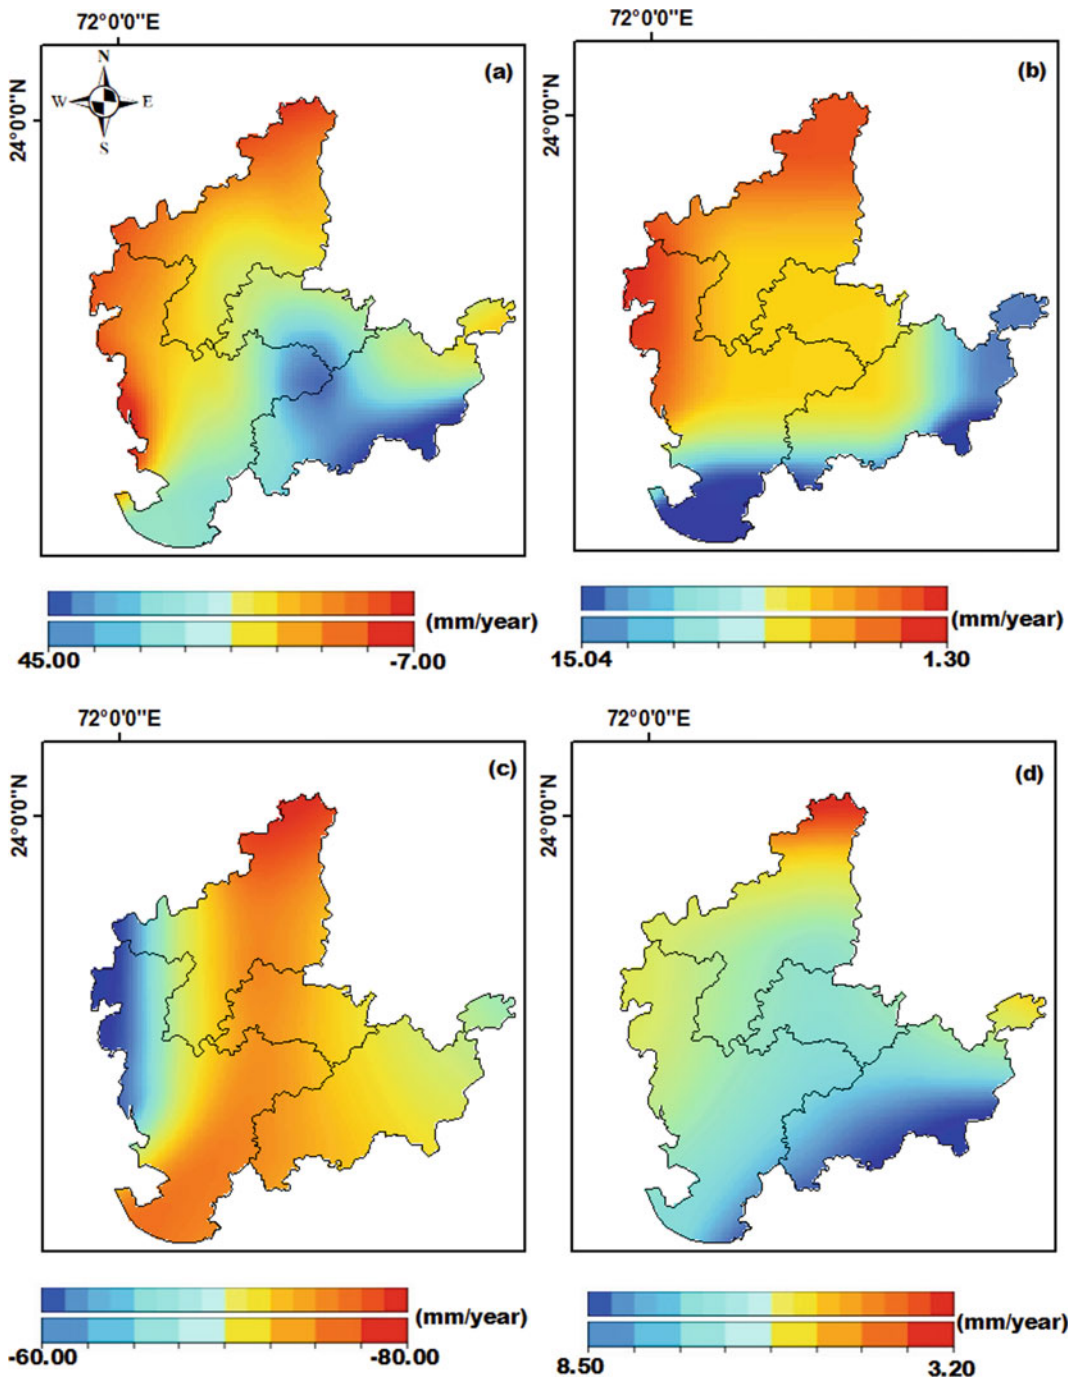 72°0'0"E
72°0'0"E
24°0'0"N
N
W E
S
(a)
24°0'0"N
(b)
(mm/year)
45.00 -7.00
(mm/year)
15.04 1.30
72°0'0"E
72°0'0"E
24°0'0"N
(c)
24°0'0"N
(d)
(mm/year)
-60.00 -80.00
(mm/year)
8.50 3.20